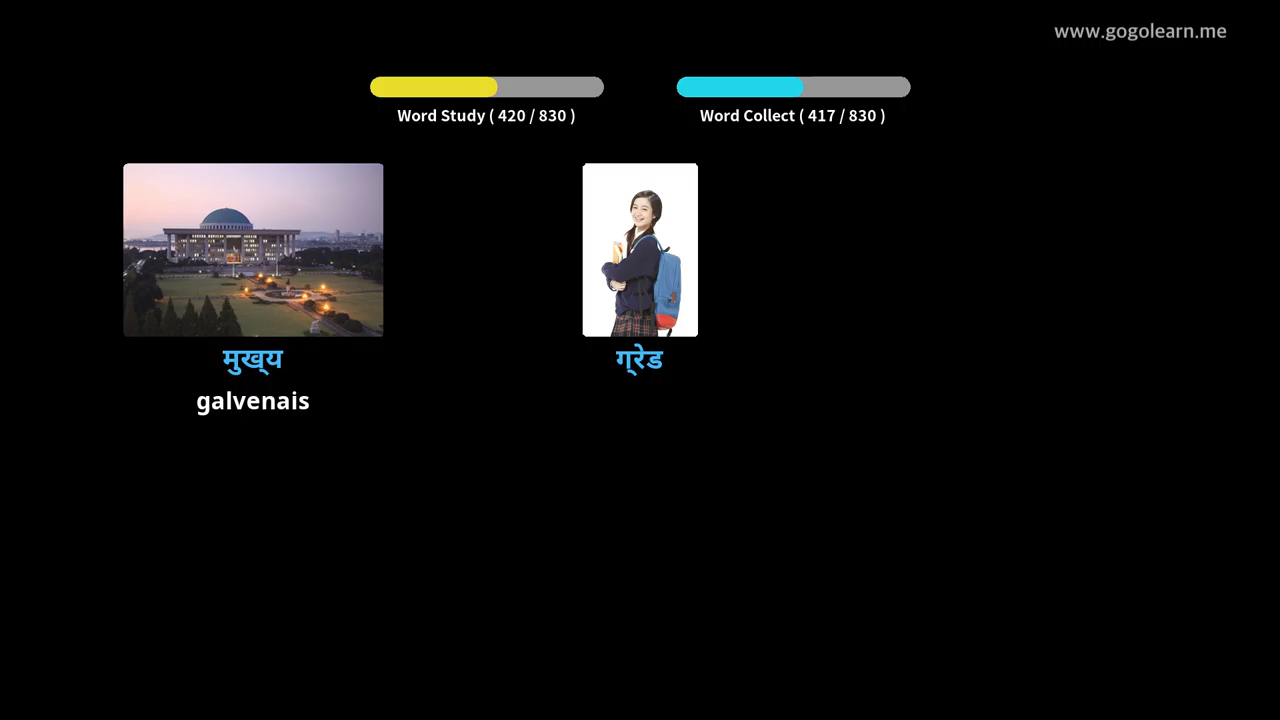 www.gogolearn.me
Word Study ( 420 / 830 )
Word Collect ( 417 / 830 )
मुख्य
ग्रेड
galvenais